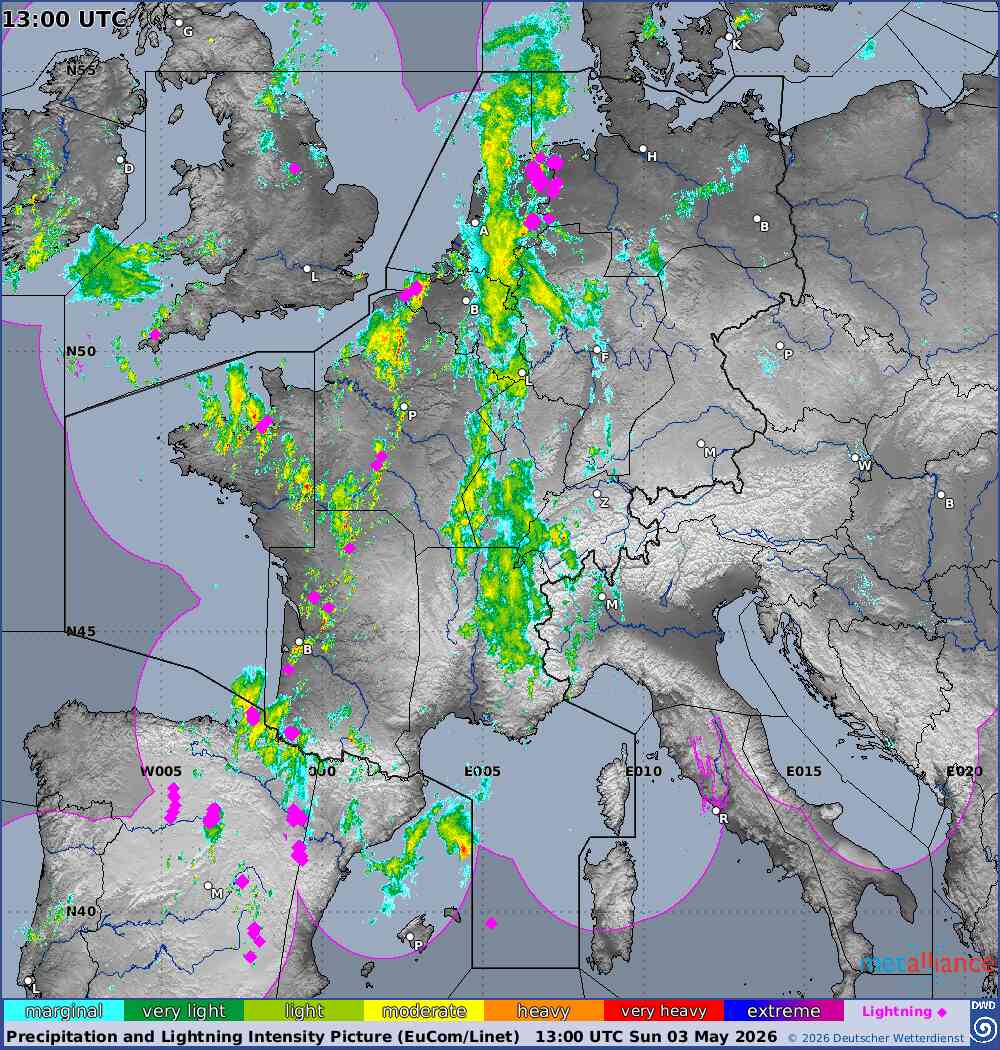 13:00 UTC
G
K
N55
H
D
B
A
L
B
N50
P
F
L
P
M
W
Z
B
M
N45
B
W005
000
E005
E010
E015
E020
R
M
N40
P
L
metalliance
marginal very light light moderate heavy very heavy extreme Lightning
DWD
Precipitation and Lightning Intensity Picture (EuCom/Linet) 13:00 UTC Sun 03 May 2026 © 2026 Deutscher Wetterdienst